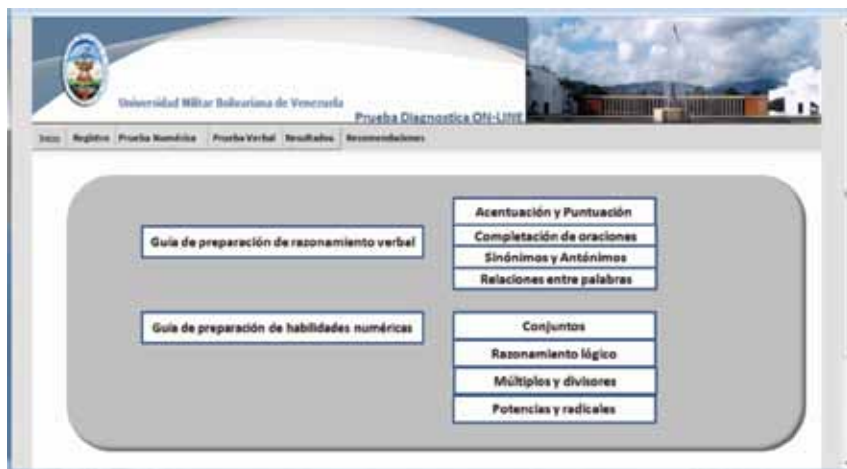 Universidad Militar Bolivariana de Venezuela
Prueba Diagnostica ON-LINE
Inicio Registro Prueba Numérica Prueba Verbal Resultados Recomendaciones
Guía de preparación de razonamiento verbal
Acentuación y Puntuación
Completación de oraciones
Sinónimos y Antónimos
Relaciones entre palabras
Guía de preparación de habilidades numéricas
Conjuntos
Razonamiento lógico
Múltiplos y divisores
Potencias y radicales